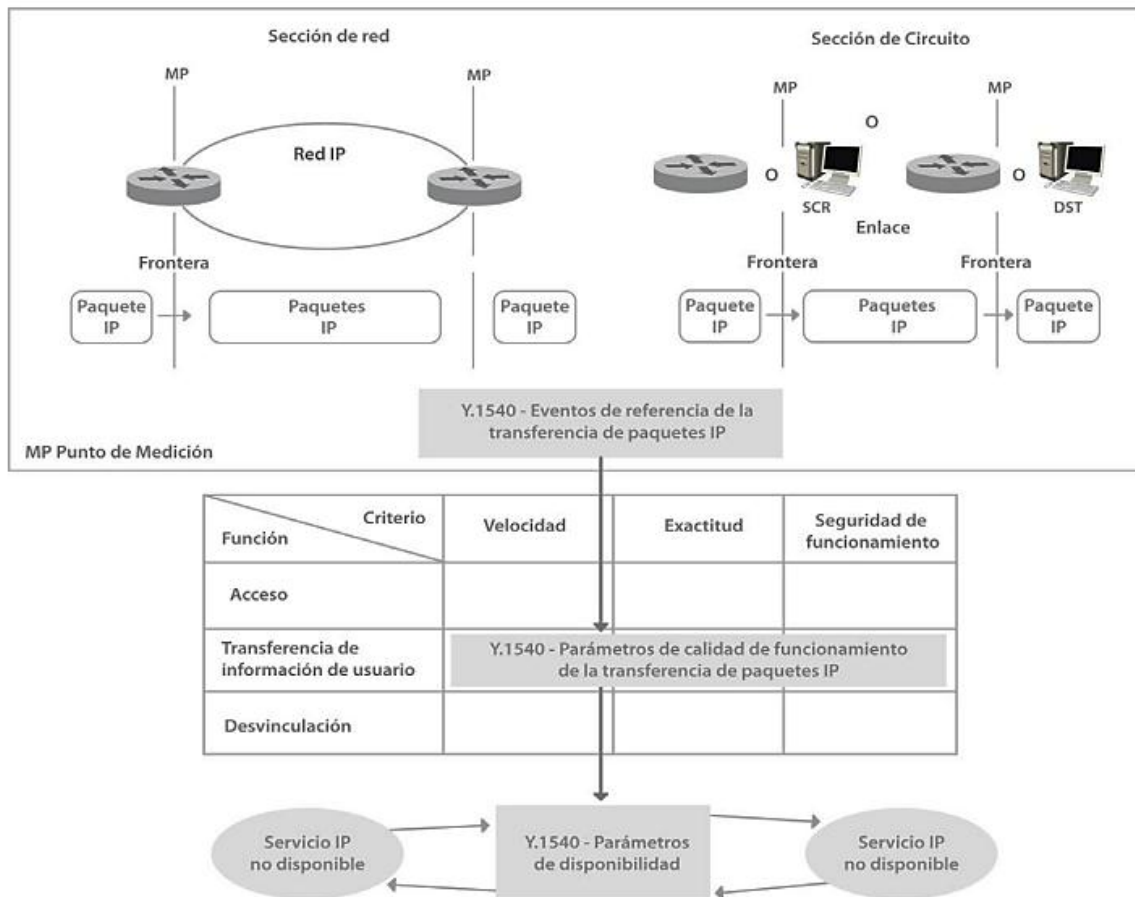 Sección de red
Sección de Circuito
MP
MP
MP
MP
Red IP
O
O
O
SCR
DST
Enlace
Frontera
Frontera
Frontera
Paquete
IP
Paquetes
IP
Paquete
IP
Paquete
IP
Paquetes
IP
Paquete
IP
Y.1540 - Eventos de referencia de la
transferencia de paquetes IP
MP Punto de Medición
Criterio
Función
Velocidad
Exactitud
Seguridad de
funcionamiento
Acceso
Transferencia de
información de usuario
Y.1540 - Parámetros de calidad de funcionamiento
de la transferencia de paquetes IP
Desvinculación
Servicio IP
no disponible
Y.1540 - Parámetros
de disponibilidad
Servicio IP
no disponible